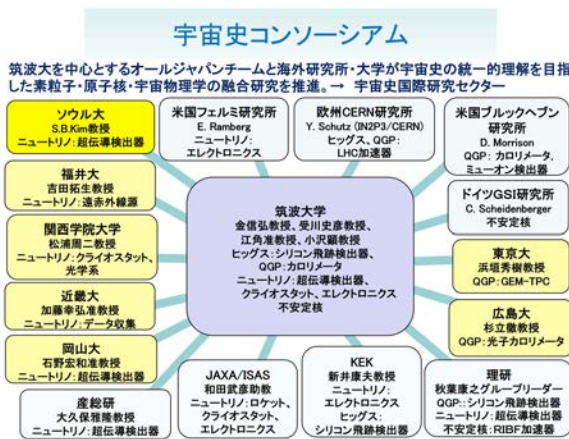 宇宙史コンソーシアム
筑波大を中心とするオールジャパンチームと海外研究所・大学が宇宙史の統一的理解を目指
した素粒子・原子核・宇宙物理学の融合研究を推進。→ 宇宙史国際研究セクター
ソウル大
S.B.Kim教授
ニュートリノ:超伝導検出器
米国フェルミ研究所
E. Ramberg
ニュートリノ:
エレクトロニクス
欧州CERN研究所
Y. Schutz (IN2P3/CERN)
ヒッグス, QGP:
LHC加速器
米国ブルックヘブン
研究所
D. Morrison
QGP: カロリメータ,
ミューオン検出器
福井大
吉田拓生教授
ニュートリノ:遠赤外線源
関西学院大学
松浦周二教授
ニュートリノ:クライオスタット、
光学系
近畿大
加藤幸弘准教授
ニュートリノ:データ収集
岡山大
石野宏和准教授
ニュートリノ:超伝導検出器
産総研
大久保雅隆教授
ニュートリノ:超伝導検出器
筑波大学
金信弘教授、受川史彦教授、
江角准教授、小沢顕教授
ヒッグス:シリコン飛跡検出器、
QGP:カロリメータ
ニュートリノ:超伝導検出器、
クライオスタット、エレクトロニクス
不安定核
ドイツGSI研究所
C. Scheidenberger
不安定核
東京大
浜垣秀樹教授
QGP:GEM-TPC
広島大
杉立徹教授
QGP:光子カロリメータ
JAXA/ISAS
和田武彦助教
ニュートリノ:ロケット、
クライオスタット、
エレクトロニクス
KEK
新井康夫教授
ニュートリノ:
エレクトロニクス
ヒッグス:
シリコン飛跡検出器
理研
秋葉康之グループリーダー
QGP::シリコン飛跡検出器
ニュートリノ:超伝導検出器
不安定核:RIBF加速器